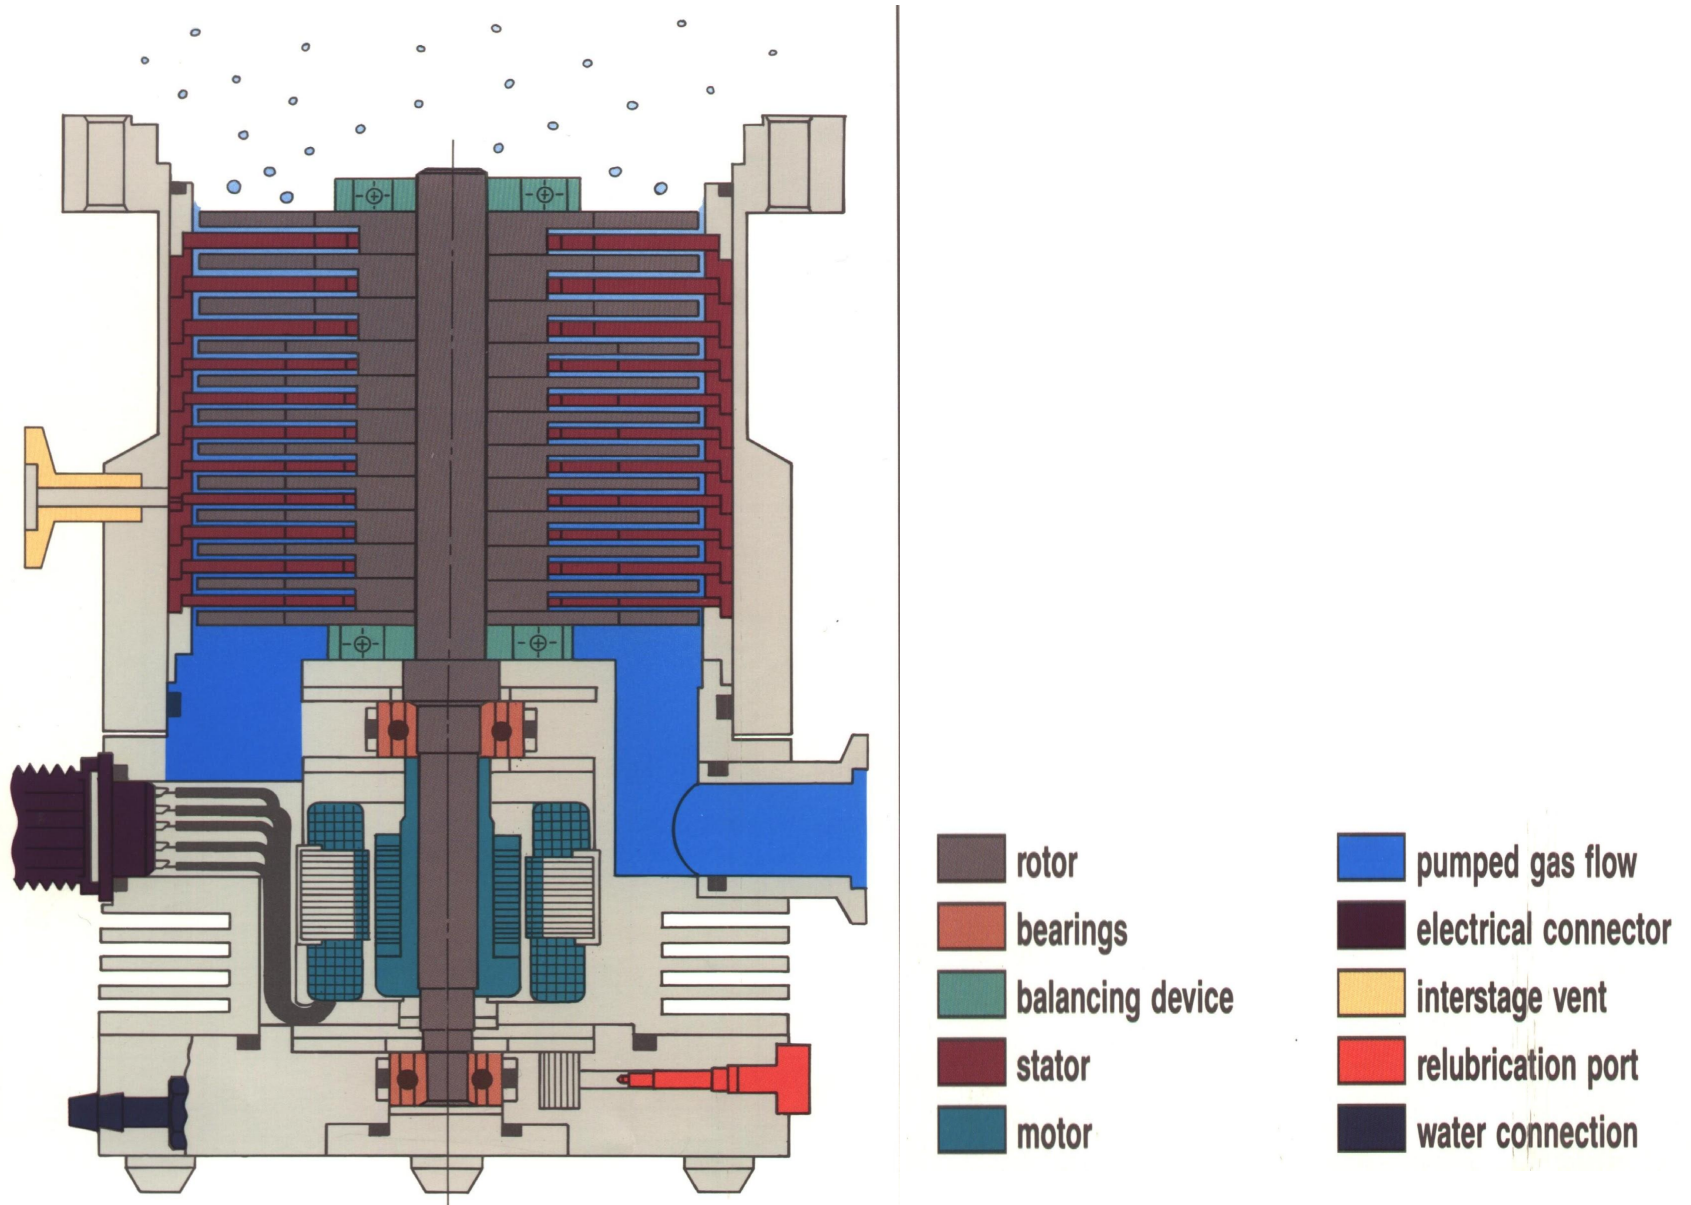 rotor
bearings
balancing device
stator
motor
pumped gas flow
electrical connector
interstage vent
relubrication port
water connection